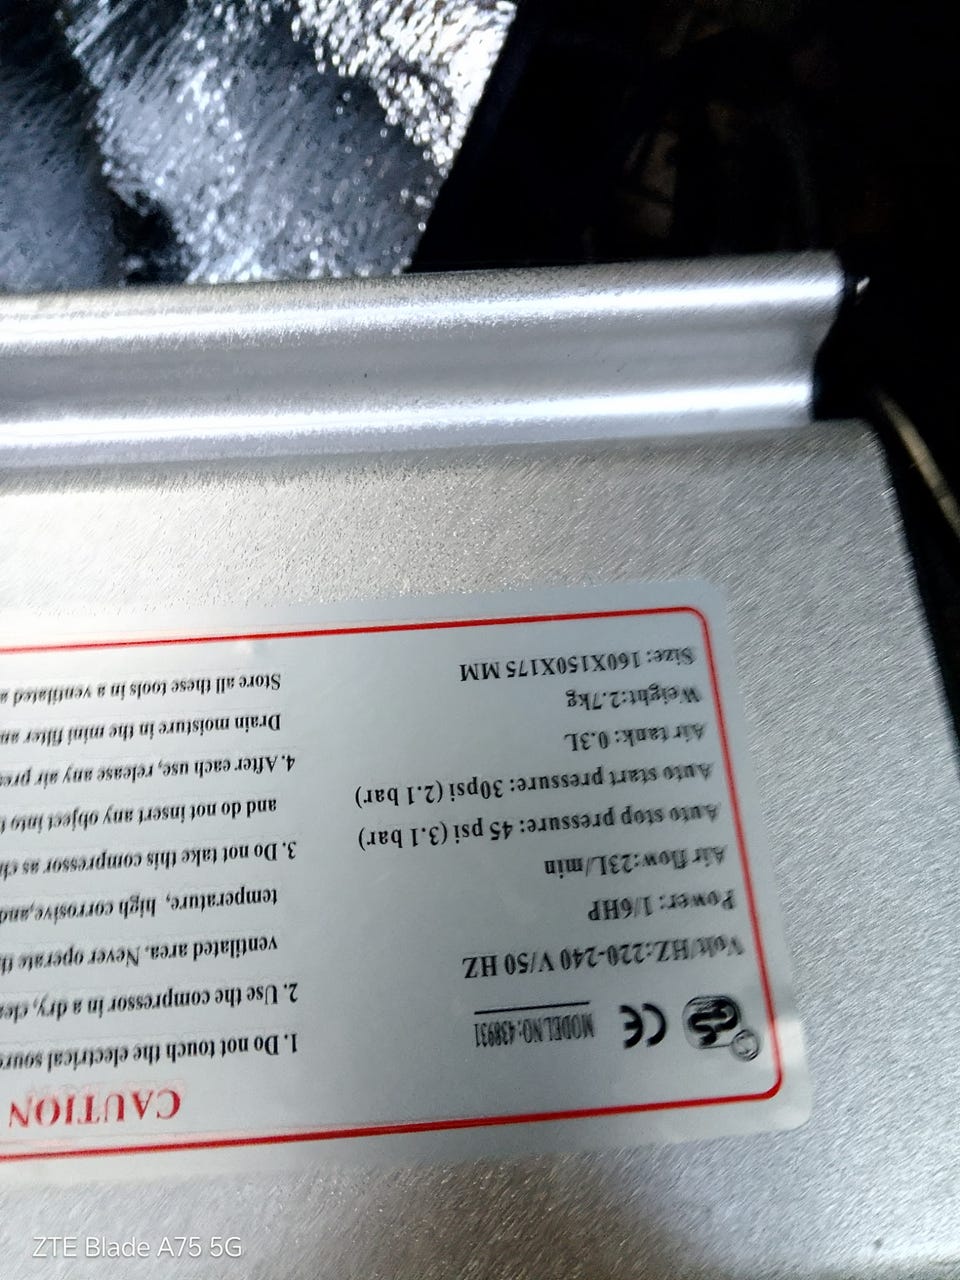 GS
CE
MODEL NO: 438931
Volt/HZ:220-240 V/50 HZ
Power: 1/6HP
Air flow:23L/min
Auto stop pressure: 45 psi (3.1 bar)
Auto start pressure: 30psi (2.1 bar)
Air tank: 0.3L
Weight:2.7kg
Size: 160X150X175 MM
CAUTION
1. Do not touch the electrical
2. Use the compressor in a dry,
ventilated area. Never operate
temperature, high corrosive,
3. Do not take this compressor as
and do not insert any object into
4. After each use, release any air
Drain moisture in the mini filter
Store all these tools in a ventilated
ZTE Blade A75 5G